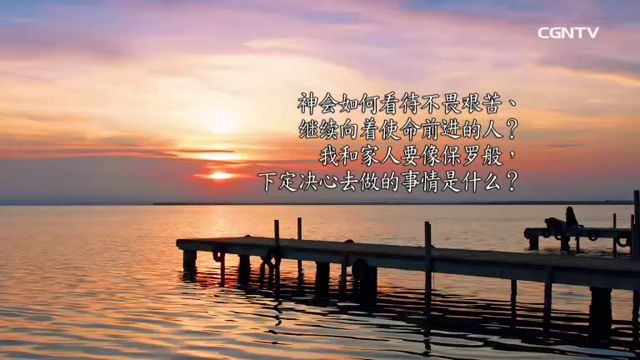 CGNTV
神会如何看待不畏艰苦、
继续向着使命前进的人？
我和家人要像保罗般，
下定决心去做的事情是什么？